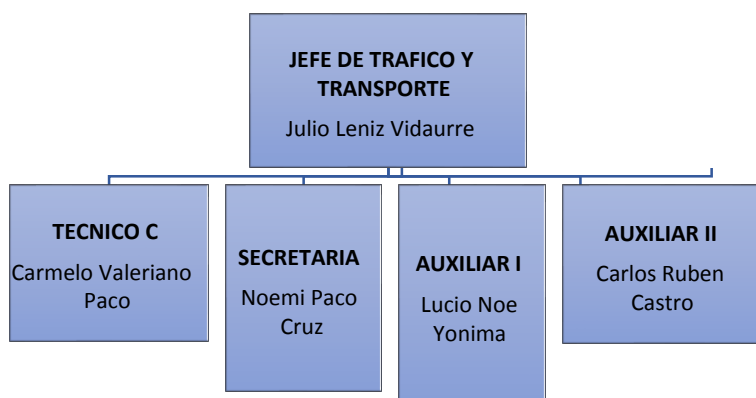 JEFE DE TRAFICO Y
TRANSPORTE
Julio Leniz Vidaurre
TECNICO C
Carmelo Valeriano
Paco
SECRETARIA
Noemi Paco
Cruz
AUXILIAR I
Lucio Noe
Yonima
AUXILIAR II
Carlos Ruben
Castro